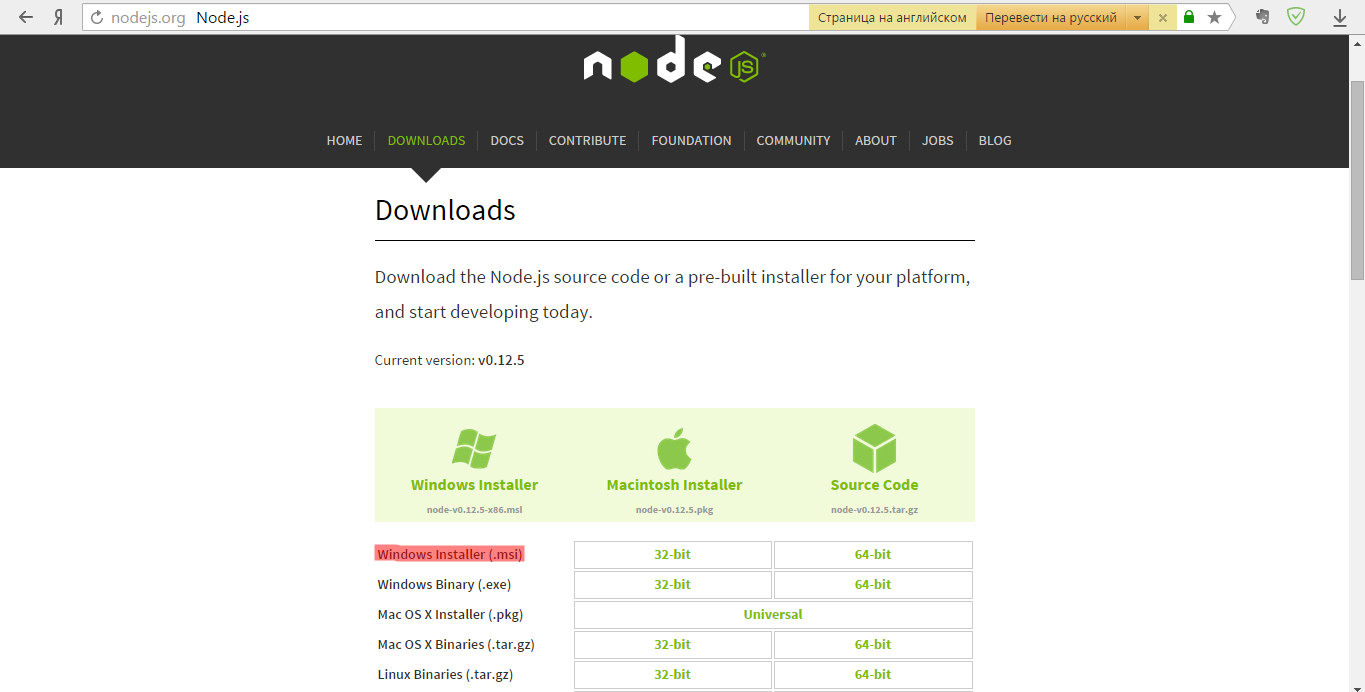 Я nodejs.org Node.js Страница на английском Перевести на русский
node JS
HOME DOWNLOADS DOCS CONTRIBUTE FOUNDATION COMMUNITY ABOUT JOBS BLOG
Downloads
Download the Node.js source code or a pre-built installer for your platform,
and start developing today.
Current version: v0.12.5
Windows Installer Macintosh Installer Source Code
node-v0.12.5-x86.msi node-v0.12.5.pkg node-v0.12.5.tar.gz
Windows Installer (.msi) 32-bit 64-bit
Windows Binary (.exe) 32-bit 64-bit
Mac OS X Installer (.pkg) Universal
Mac OS X Binaries (.tar.gz) 32-bit 64-bit
Linux Binaries (.tar.gz) 32-bit 64-bit